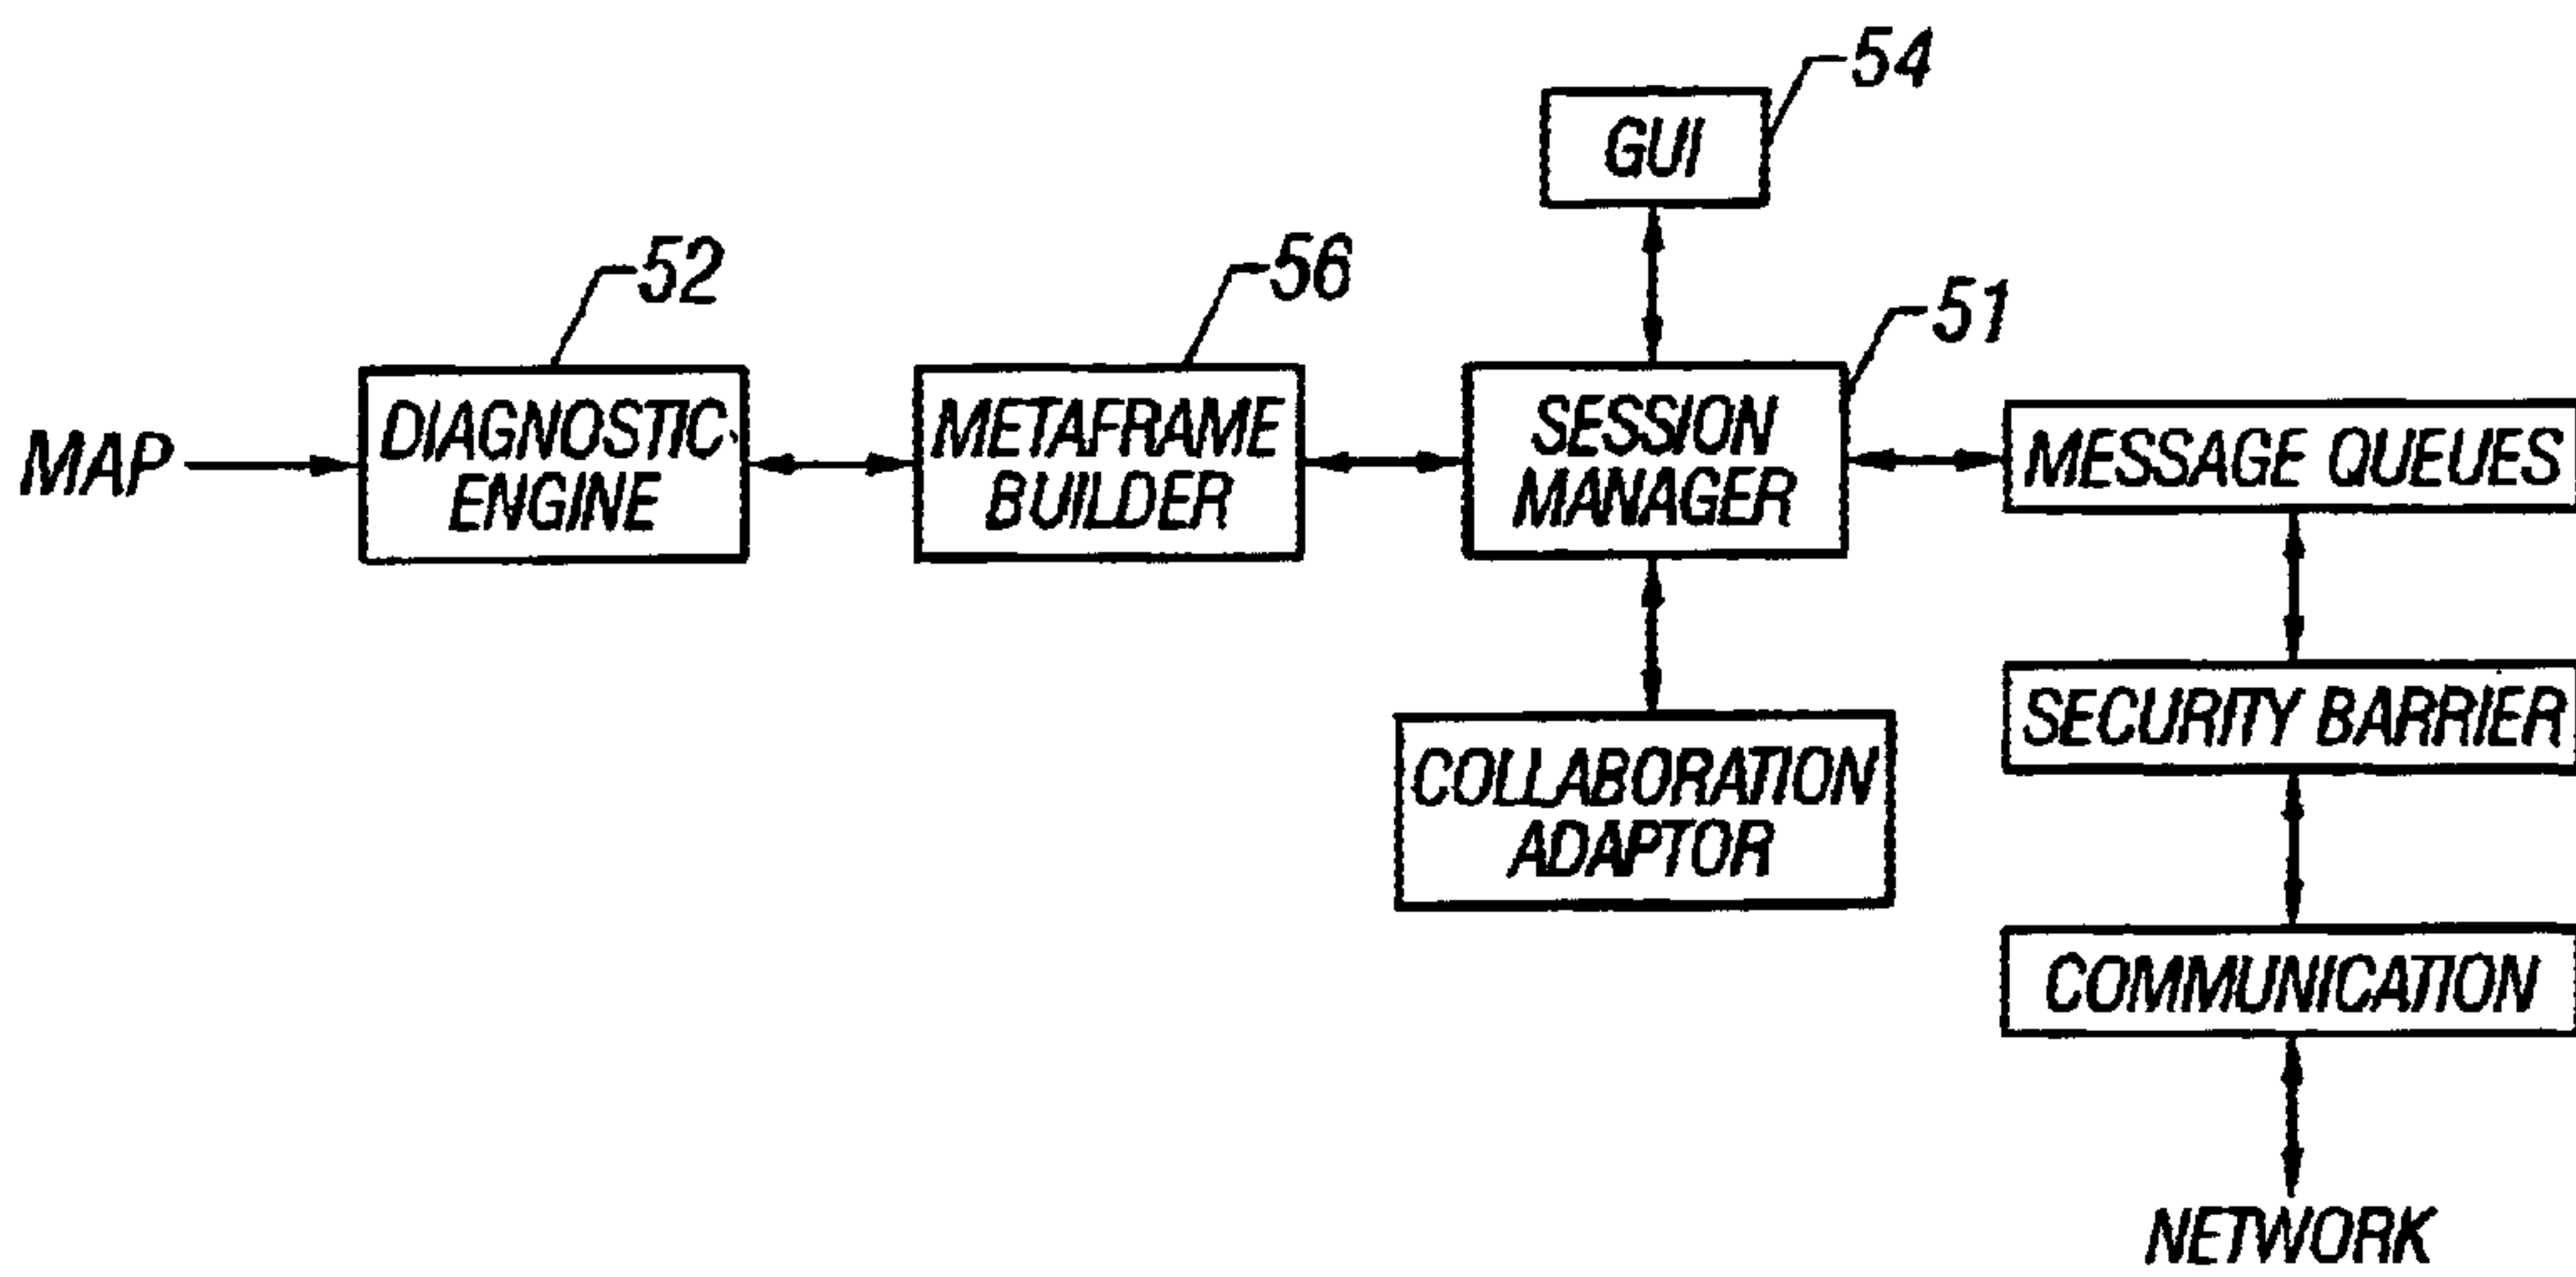 54
GUI
52
56
51
MAP
DIAGNOSTIC
ENGINE
METAFRAME
BUILDER
SESSION
MANAGER
MESSAGE QUEUES
SECURITY BARRIER
COLLABORATION
ADAPTOR
COMMUNICATION
NETWORK